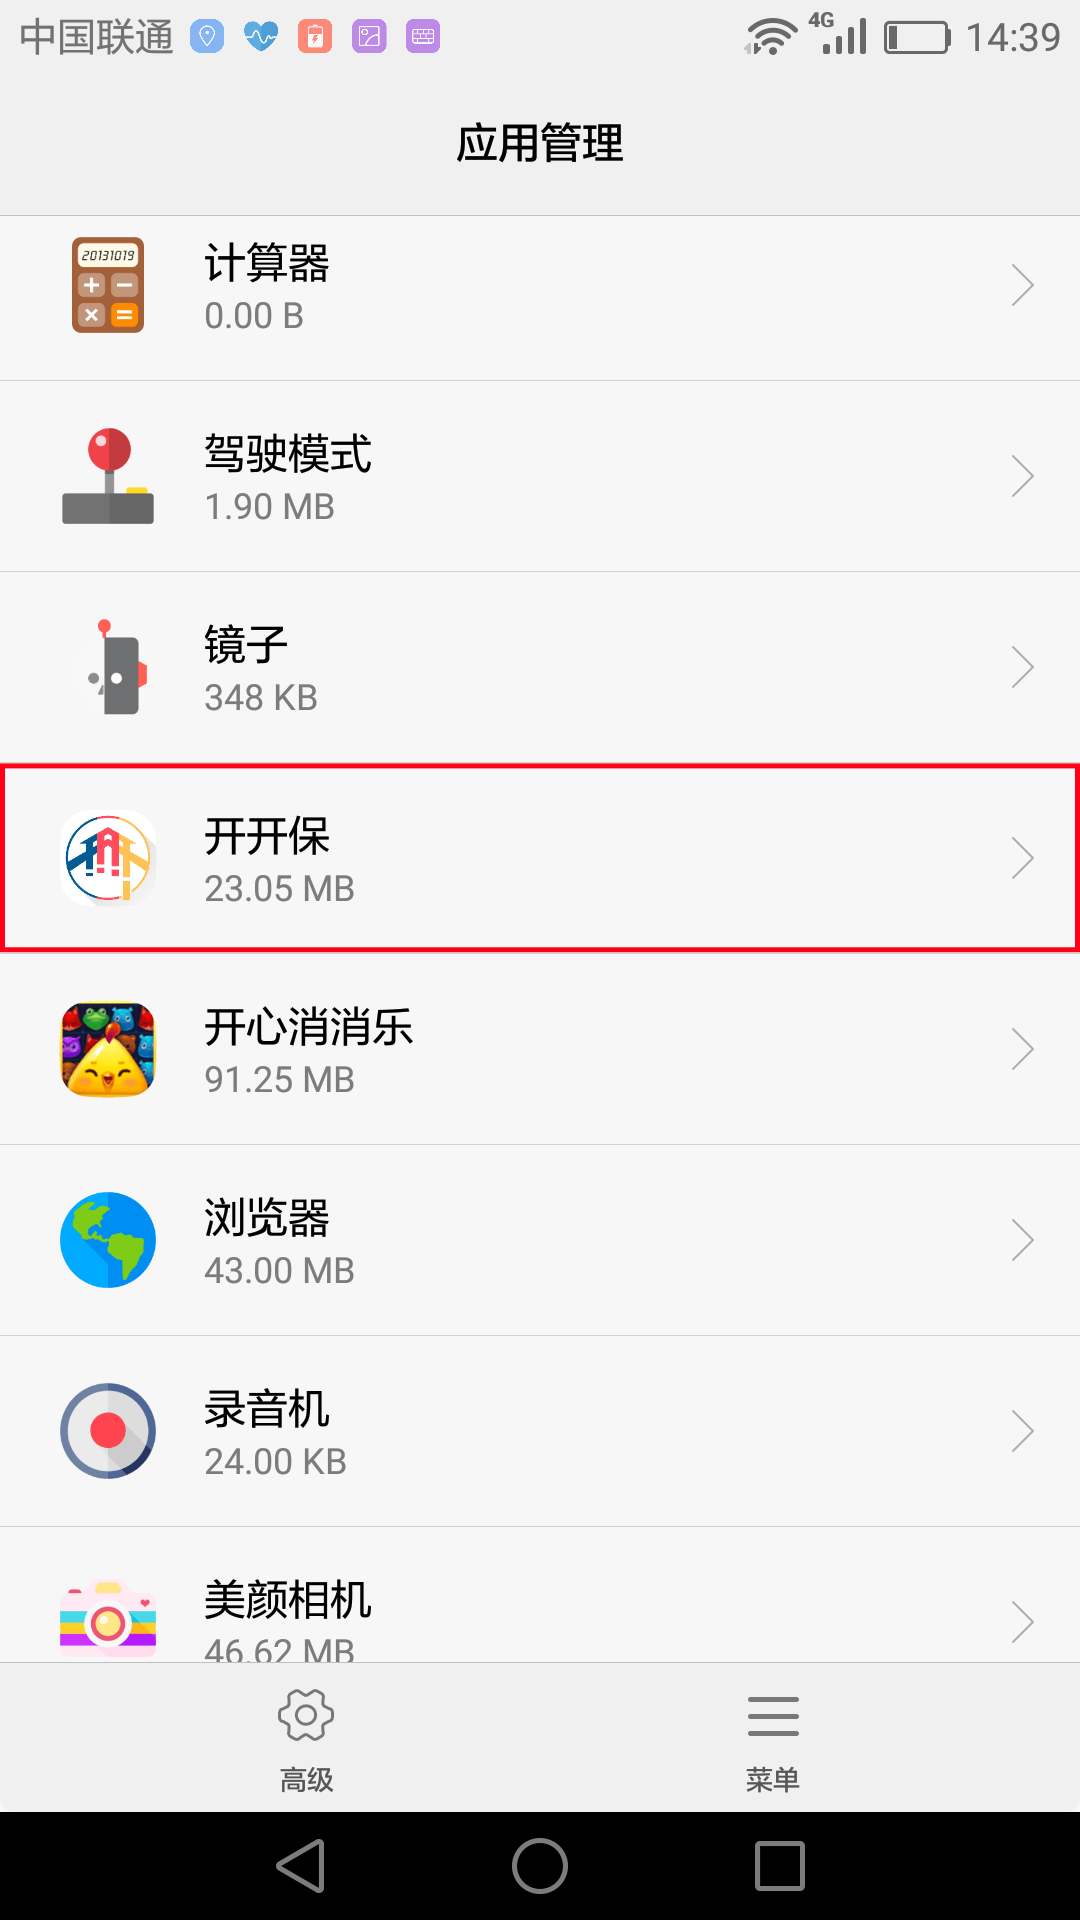 中国联通 4G 14:39
应用管理
20131019
计算器
0.00 B
驾驶模式
1.90 MB
镜子
348 KB
开开保
23.05 MB
开心消消乐
91.25 MB
浏览器
43.00 MB
录音机
24.00 KB
美颜相机
46.62 MB
高级
菜单